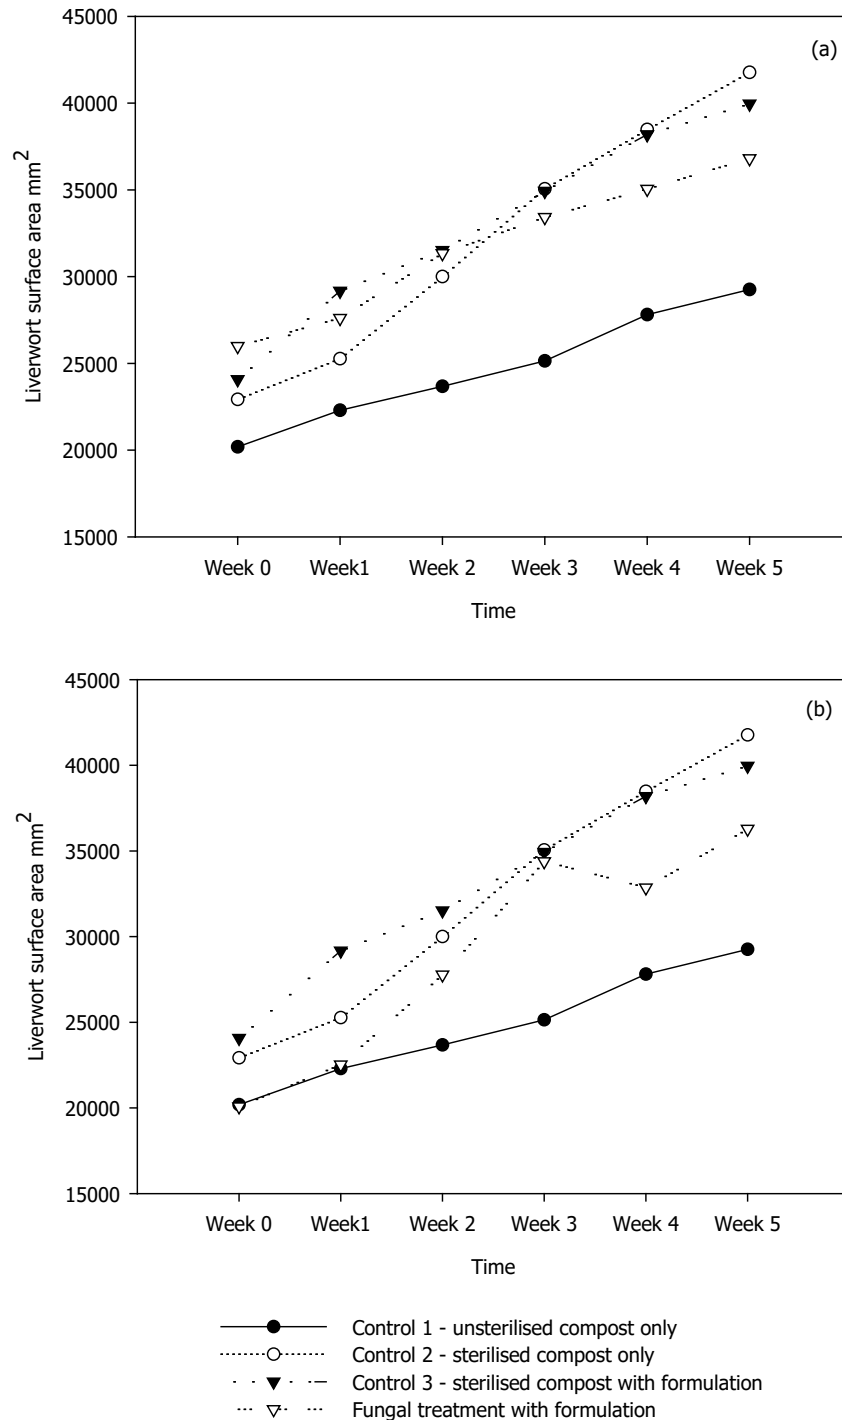 45000
(a)
40000
35000
30000
25000
20000
15000
Liverwort surface area mm²
Week 0 Week1 Week 2 Week 3 Week 4 Week 5
Time
45000
(b)
40000
35000
30000
25000
20000
15000
Liverwort surface area mm²
Week 0 Week1 Week 2 Week 3 Week 4 Week 5
Time
Control 1 - unsterilised compost only
Control 2 - sterilised compost only
Control 3 - sterilised compost with formulation
Fungal treatment with formulation